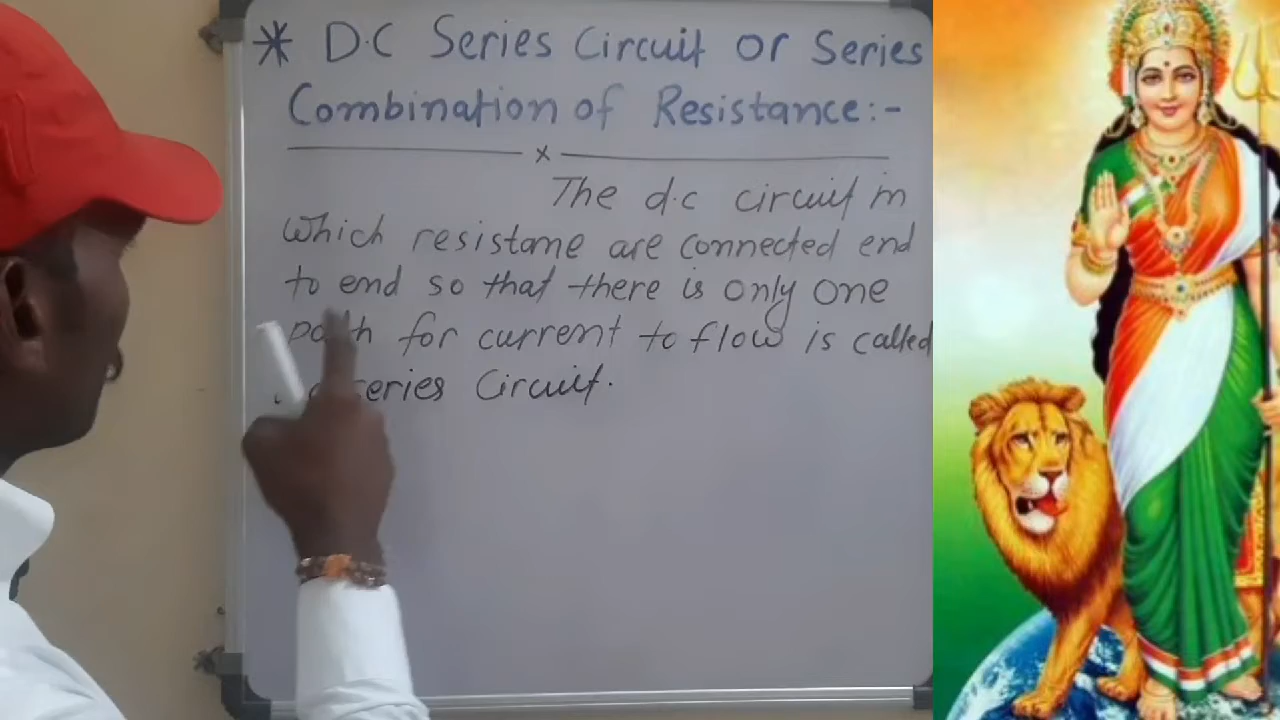 * D.C Series Circuit or Series
Combination of Resistance:-
x
The d.c circuit in
Which resistame are connected end
to end so that there is only one
path for current to flow is called
a series Circuit.